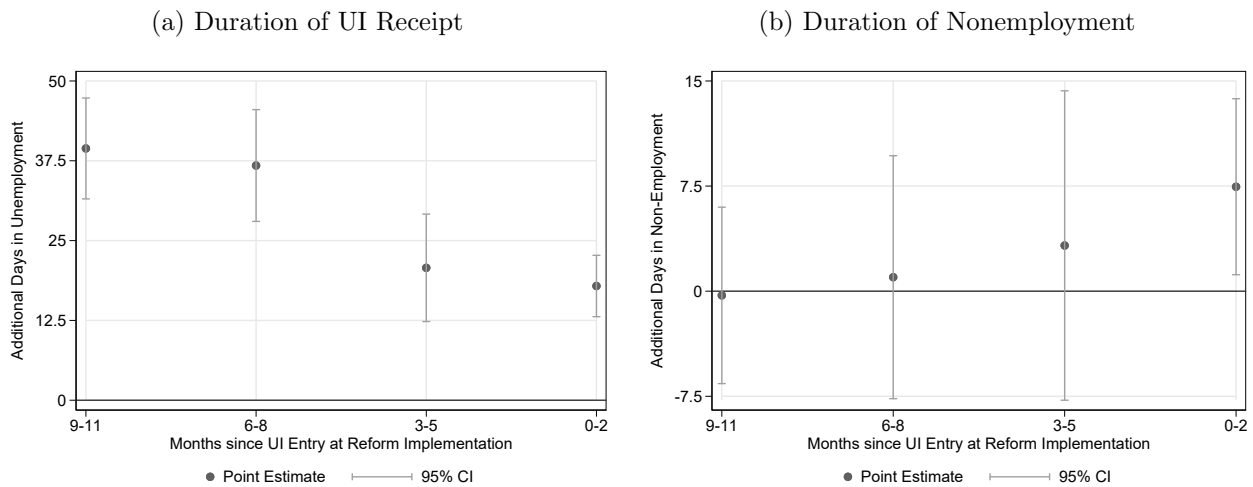 (a) Duration of UI Receipt
50
37.5
25
12.5
0
Additional Days in Unemployment
9-11
6-8
3-5
0-2
Months since UI Entry at Reform Implementation
Point Estimate
95% CI
(b) Duration of Nonemployment
15
7.5
0
-7.5
Additional Days in Non-Employment
9-11
6-8
3-5
0-2
Months since UI Entry at Reform Implementation
Point Estimate
95% CI